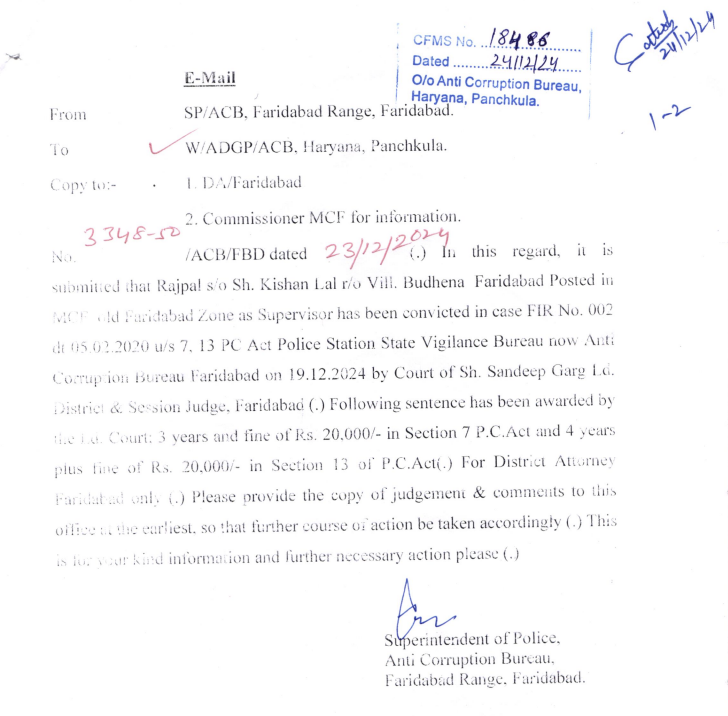 CFMS No. 18486
Dated 24/12/24
O/o Anti Corruption Bureau,
Haryana, Panchkula.
24/12/24
1-2
E-Mail
From SP/ACB, Faridabad Range, Faridabad.
To W/ADGP/ACB, Haryana, Panchkula.
Copy to:- 1. DA/Faridabad
2. Commissioner MCF for information.
No. 3348-50 /ACB/FBD dated 23/12/2024 (.) In this regard, it is
submitted that Rajpal s/o Sh. Kishan Lal r/o Vill. Budhena Faridabad Posted in
MCF old Faridabad Zone as Supervisor has been convicted in case FIR No. 002
dt 05.02.2020 u/s 7, 13 PC Act Police Station State Vigilance Bureau now Anti
Corruption Bureau Faridabad on 19.12.2024 by Court of Sh. Sandeep Garg Ld.
District & Session Judge, Faridabad (.) Following sentence has been awarded by
the Ld. Court: 3 years and fine of Rs. 20,000/- in Section 7 P.C.Act and 4 years
plus fine of Rs. 20,000/- in Section 13 of P.C.Act(.) For District Attorney
Faridabad only (.) Please provide the copy of judgement & comments to this
office at the earliest, so that further course of action be taken accordingly (.) This
is for your kind information and further necessary action please (.)
Superintendent of Police,
Anti Corruption Bureau,
Faridabad Range, Faridabad.